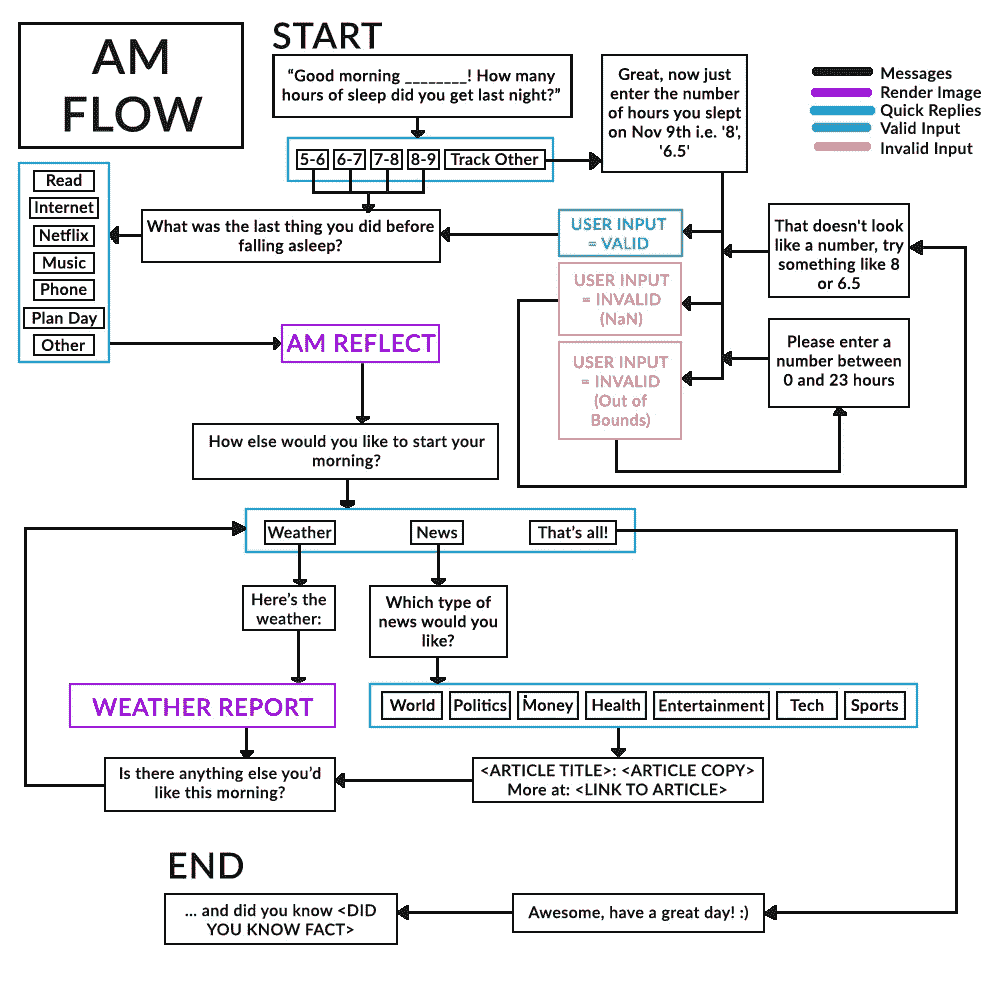 AM
FLOW
START
“Good morning ________! How many
hours of sleep did you get last night?”
5-6 6-7 7-8 8-9 Track Other
Great, now just
enter the number
of hours you slept
on Nov 9th i.e. '8',
'6.5'
Messages
Render Image
Quick Replies
Valid Input
Invalid Input
Read
Internet
Netflix
Music
Phone
Plan Day
Other
What was the last thing you did before
falling asleep?
USER INPUT
= VALID
USER INPUT
= INVALID
(NaN)
USER INPUT
= INVALID
(Out of
Bounds)
That doesn't look
like a number, try
something like 8
or 6.5
Please enter a
number between
0 and 23 hours
AM REFLECT
How else would you like to start your
morning?
Weather News That's all!
Here's the
weather:
Which type of
news would you
like?
WEATHER REPORT
World Politics Money Health Entertainment Tech Sports
Is there anything else you'd
like this morning?
<ARTICLE TITLE>: <ARTICLE COPY>
More at: <LINK TO ARTICLE>
END
... and did you know <DID
YOU KNOW FACT>
Awesome, have a great day! :)